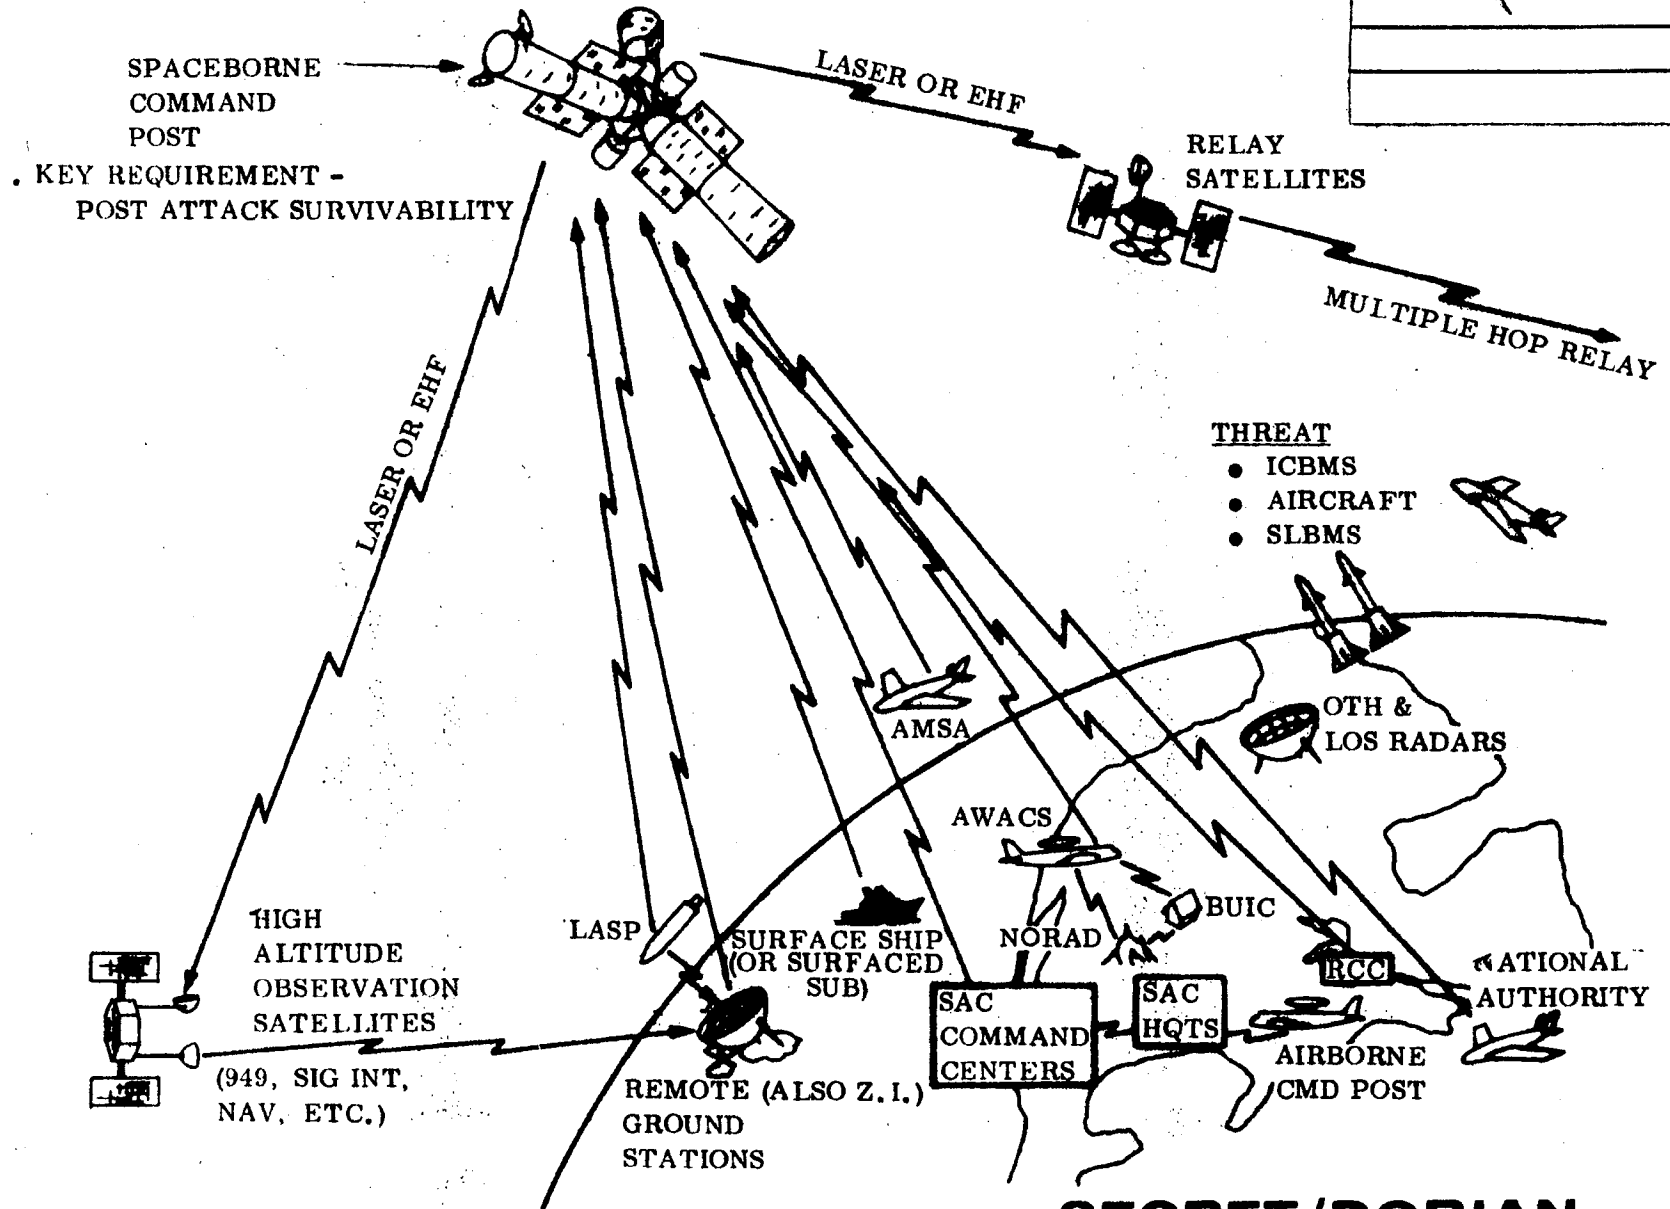 SPACEBORNE
COMMAND
POST
. KEY REQUIREMENT -
POST ATTACK SURVIVABILITY
LASER OR EHF
RELAY
SATELLITES
MULTIPLE HOP RELAY
LASER OR EHF
THREAT
● ICBMS
● AIRCRAFT
● SLBMS
AMSA
OTH &
LOS RADARS
AWACS
BUIC
LASP
SURFACE SHIP
(OR SURFACED
SUB)
NORAD
RCC
NATIONAL
AUTHORITY
HIGH
ALTITUDE
OBSERVATION
SATELLITES
(949, SIG INT,
NAV, ETC.)
SAC
COMMAND
CENTERS
SAC
HQTS
AIRBORNE
CMD POST
REMOTE (ALSO Z.I.)
GROUND
STATIONS
SECRET/DORIAN